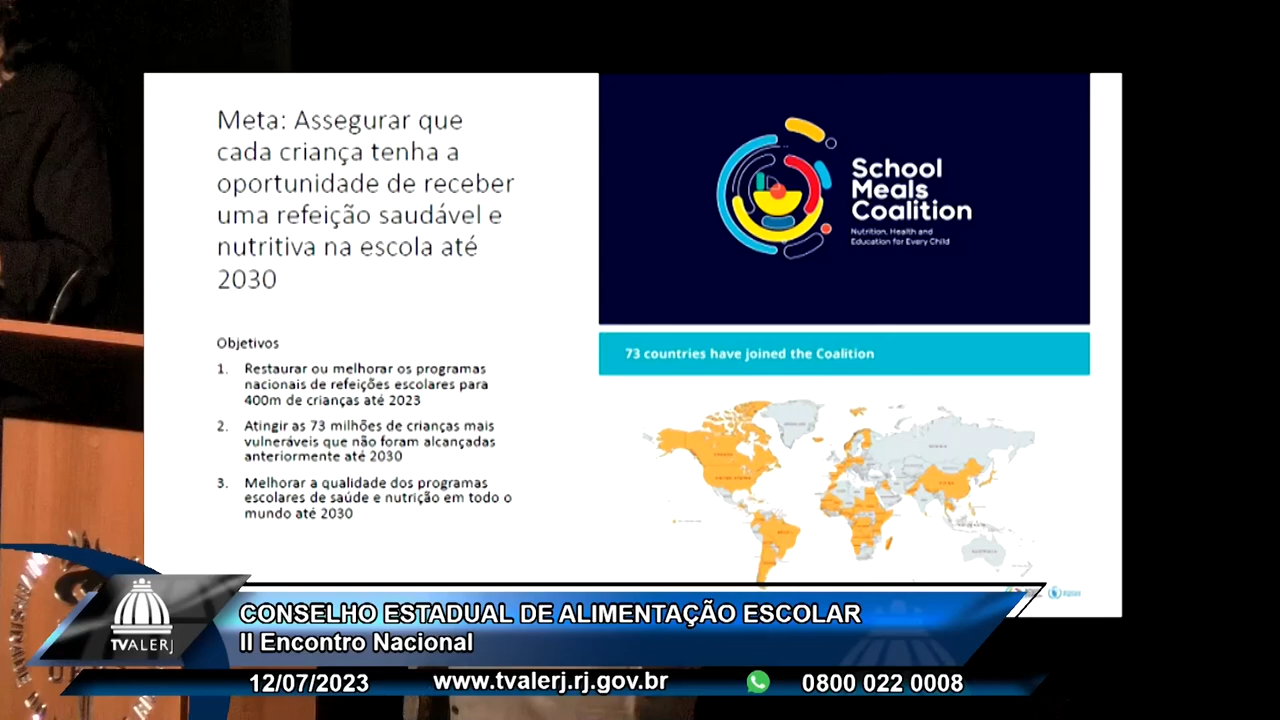 Meta: Assegurar que
cada criança tenha a
oportunidade de receber
uma refeição saudável e
nutritiva na escola até
2030
Objetivos
1. Restaurar ou melhorar os programas
nacionais de refeições escolares para
400m de crianças até 2023
2. Atingir as 73 milhões de crianças mais
vulneráveis que não foram alcançadas
anteriormente até 2030
3. Melhorar a qualidade dos programas
escolares de saúde e nutrição em todo o
mundo até 2030
School
Meals
Coalition
Nutrition, Health and
Education for Every Child
73 countries have joined the Coalition
TVALERJ
CONSELHO ESTADUAL DE ALIMENTAÇÃO ESCOLAR
II Encontro Nacional
12/07/2023 www.tvalerj.rj.gov.br 0800 022 0008